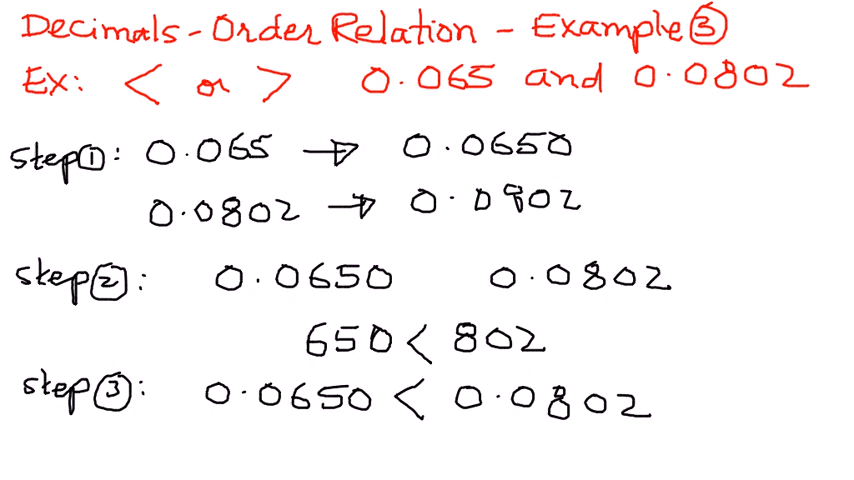 Decimals - Order Relation - Example ③
Ex: < or > 0.065 and 0.0802
step①: 0.065 → 0.0650
0.0802 → 0.0802
step②: 0.0650 0.0802
650 < 802
step③: 0.0650 < 0.0802